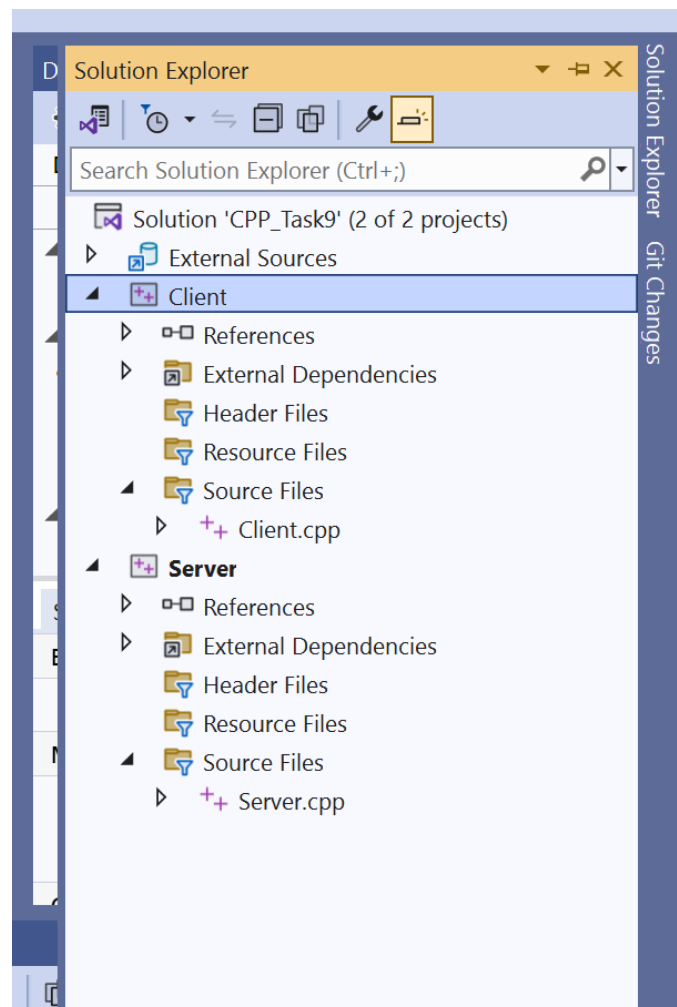 D
Solution Explorer
Search Solution Explorer (Ctrl+;)
Solution 'CPP_Task9' (2 of 2 projects)
External Sources
Client
References
External Dependencies
Header Files
Resource Files
Source Files
Client.cpp
Server
References
External Dependencies
Header Files
Resource Files
Source Files
Server.cpp
Solution Explorer
Git Changes